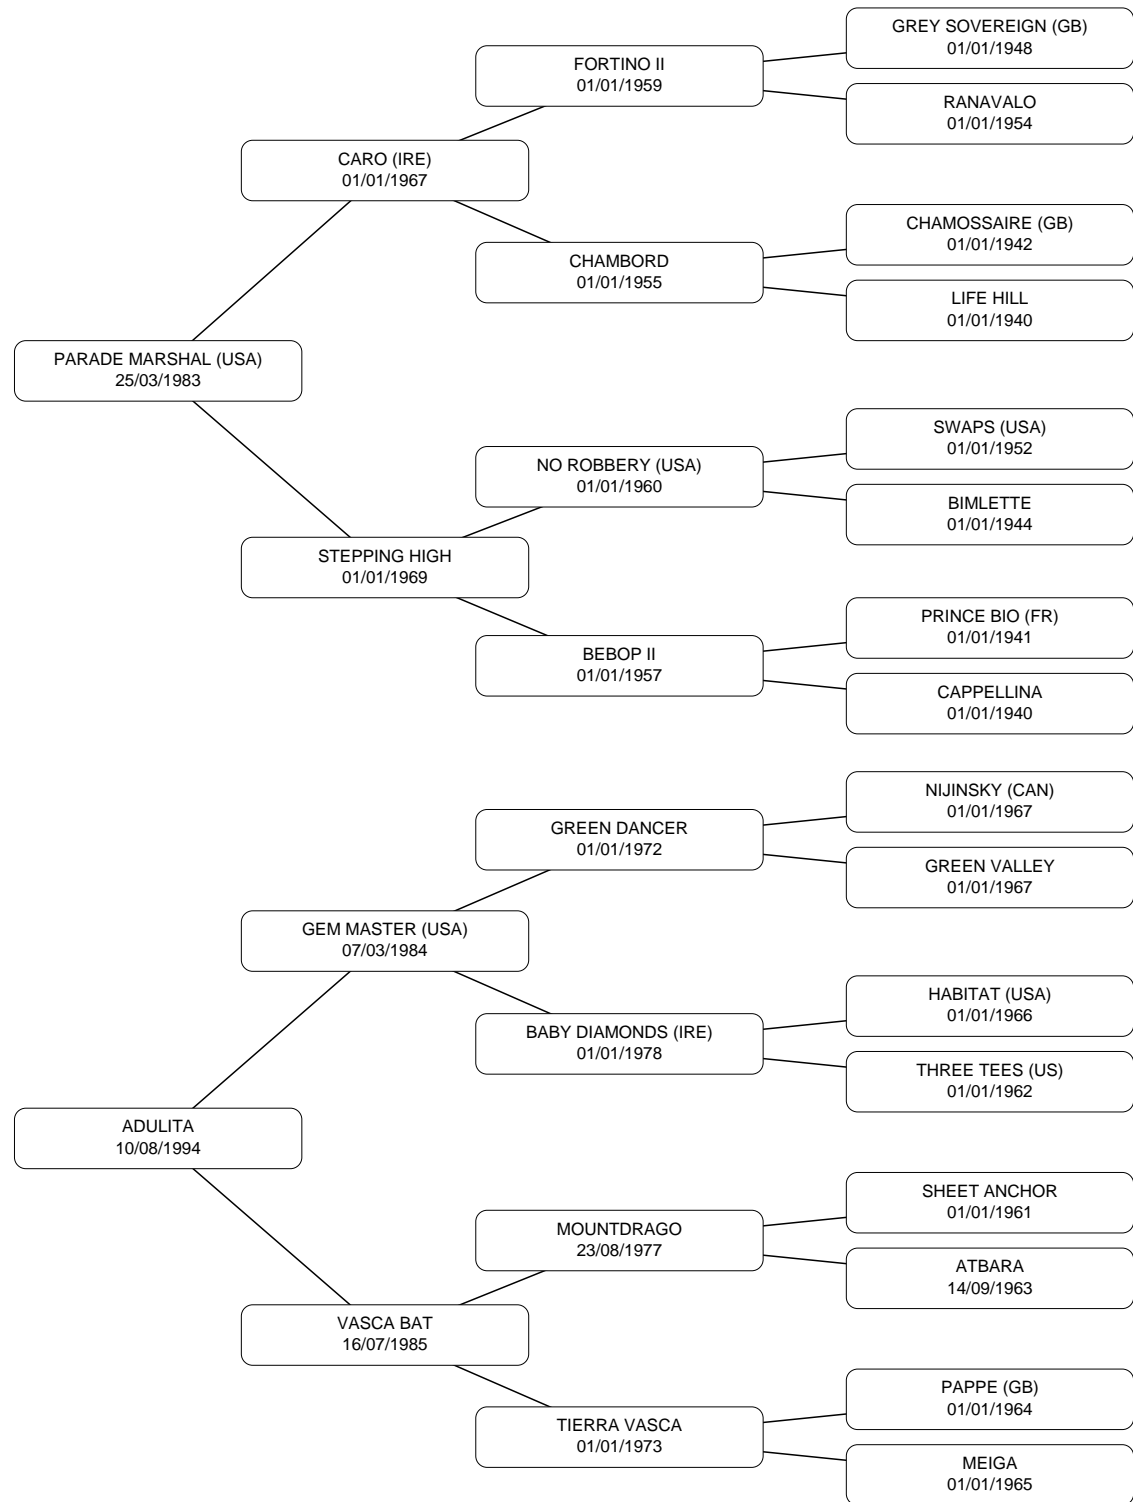 GREY SOVEREIGN (GB)
01/01/1948
FORTINO II
01/01/1959
RANAVALO
01/01/1954
CARO (IRE)
01/01/1967
CHAMOSSAIRE (GB)
01/01/1942
CHAMBORD
01/01/1955
LIFE HILL
01/01/1940
PARADE MARSHAL (USA)
25/03/1983
SWAPS (USA)
01/01/1952
NO ROBBERY (USA)
01/01/1960
BIMLETTE
01/01/1944
STEPPING HIGH
01/01/1969
PRINCE BIO (FR)
01/01/1941
BEBOP II
01/01/1957
CAPPELLINA
01/01/1940
NIJINSKY (CAN)
01/01/1967
GREEN DANCER
01/01/1972
GREEN VALLEY
01/01/1967
GEM MASTER (USA)
07/03/1984
HABITAT (USA)
01/01/1966
BABY DIAMONDS (IRE)
01/01/1978
THREE TEES (US)
01/01/1962
ADULITA
10/08/1994
SHEET ANCHOR
01/01/1961
MOUNTDRAGO
23/08/1977
ATBARA
14/09/1963
VASCA BAT
16/07/1985
PAPPE (GB)
01/01/1964
TIERRA VASCA
01/01/1973
MEIGA
01/01/1965